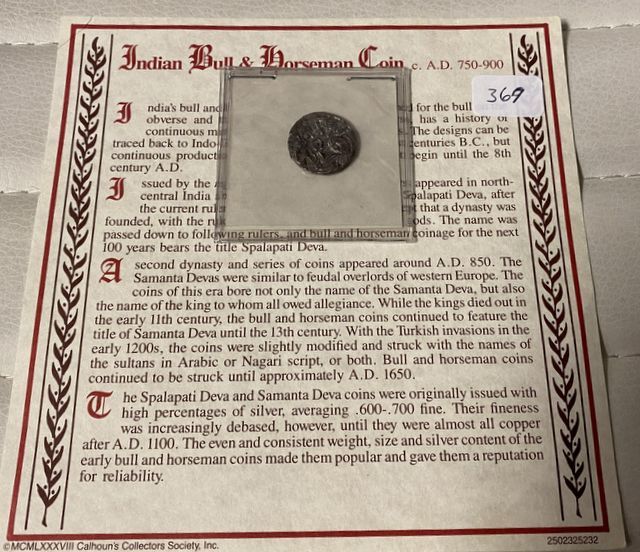 Indian Bull & Horseman Coin c. A.D. 750-900
369
India's bull and for the bull
obverse and has a history of
continuous The designs can be
traced back to Indo- centuries B.C., but
continuous begin until the 8th
century A.D.
Issued by the appeared in north-
central India Spalapati Deva, after
the current that a dynasty was
founded, with the The name was
passed down to following rulers, and bull and horseman coinage for the next
100 years bears the title Spalapati Deva.
A second dynasty and series of coins appeared around A.D. 850. The
Samanta Devas were similar to feudal overlords of western Europe. The
coins of this era bore not only the name of the Samanta Deva, but also
the name of the king to whom all owed allegiance. While the kings died out in
the early 11th century, the bull and horseman coins continued to feature the
title of Samanta Deva until the 13th century. With the Turkish invasions in the
early 1200s, the coins were slightly modified and struck with the names of
the sultans in Arabic or Nagari script, or both. Bull and horseman coins
continued to be struck until approximately A.D. 1650.
The Spalapati Deva and Samanta Deva coins were originally issued with
high percentages of silver, averaging .600-.700 fine. Their fineness
was increasingly debased, however, until they were almost all copper
after A.D. 1100. The even and consistent weight, size and silver content of the
early bull and horseman coins made them popular and gave them a reputation
for reliability.
©MCMLXXXVIII Calhoun's Collectors Society, Inc.
2502325232